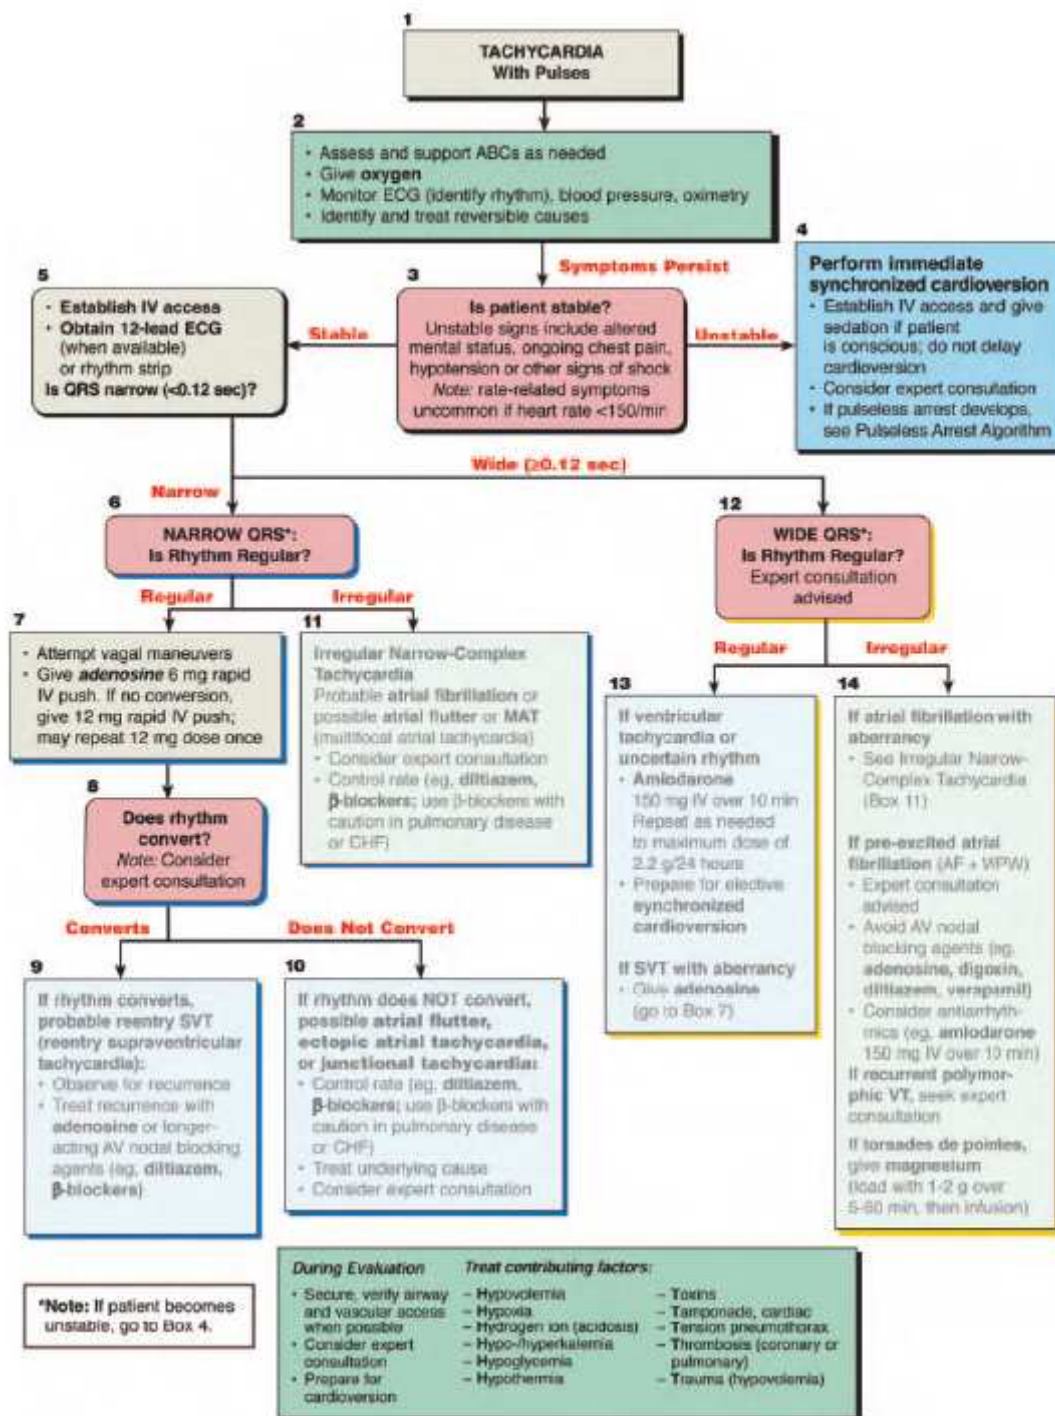 1
TACHYCARDIA
With Pulses
2
• Assess and support ABCs as needed
• Give oxygen
• Monitor ECG (identify rhythm), blood pressure, oximetry
• Identify and treat reversible causes
Symptoms Persist
3
Is patient stable?
Unstable signs include altered
mental status, ongoing chest pain,
hypotension or other signs of shock
Note: rate-related symptoms
uncommon if heart rate <150/min
Stable
Unstable
4
Perform immediate
synchronized cardioversion
• Establish IV access and give
sedation if patient
is conscious; do not delay
cardioversion
• Consider expert consultation
• If pulseless arrest develops,
see Pulseless Arrest Algorithm
5
• Establish IV access
• Obtain 12-lead ECG
(when available)
or rhythm strip
Is QRS narrow (<0.12 sec)?
Narrow
Wide (≥0.12 sec)
6
NARROW QRS*:
Is Rhythm Regular?
Regular
Irregular
7
• Attempt vagal maneuvers
• Give adenosine 6 mg rapid
IV push. If no conversion,
give 12 mg rapid IV push;
may repeat 12 mg dose once
8
Does rhythm
convert?
Note: Consider
expert consultation
Converts
Does Not Convert
9
If rhythm converts,
probable reentry SVT
(reentry supraventricular
tachycardia):
• Observe for recurrence
• Treat recurrence with
adenosine or longer-
acting AV nodal blocking
agents (eg, diltiazem,
β-blockers)
10
If rhythm does NOT convert,
possible atrial flutter,
ectopic atrial tachycardia,
or junctional tachycardia:
• Control rate (eg, diltiazem,
β-blockers; use β-blockers with
caution in pulmonary disease
or CHF)
• Treat underlying cause
• Consider expert consultation
11
Irregular Narrow-Complex
Tachycardia
Probable atrial fibrillation or
possible atrial flutter or MAT
(multifocal atrial tachycardia)
• Consider expert consultation
• Control rate (eg, diltiazem,
β-blockers; use β-blockers with
caution in pulmonary disease
or CHF)
12
WIDE QRS*:
Is Rhythm Regular?
Expert consultation
advised
Regular
Irregular
13
If ventricular
tachycardia or
uncertain rhythm
• Amiodarone
150 mg IV over 10 min
Repeat as needed
to maximum dose of
2.2 g/24 hours
• Prepare for elective
synchronized
cardioversion
If SVT with aberrancy
• Give adenosine
(go to Box 7)
14
If atrial fibrillation with
aberrancy
• See Irregular Narrow-
Complex Tachycardia
(Box 11)
If pre-excited atrial
fibrillation (AF + WPW)
• Expert consultation
advised
• Avoid AV nodal
blocking agents (eg,
adenosine, digoxin,
diltiazem, verapamil)
• Consider antiarrhyth-
mics (eg, amiodarone
150 mg IV over 10 min)
If recurrent polymor-
phic VT, seek expert
consultation
If torsades de pointes,
give magnesium
(load with 1-2 g over
5-60 min, then infusion)
*Note: If patient becomes
unstable, go to Box 4.
During Evaluation
• Secure, verify airway
and vascular access
when possible
• Consider expert
consultation
• Prepare for
cardioversion
Treat contributing factors:
– Hypovolemia
– Hypoxia
– Hydrogen ion (acidosis)
– Hypo-/hyperkalemia
– Hypoglycemia
– Hypothermia
– Toxins
– Tamponade, cardiac
– Tension pneumothorax
– Thrombosis (coronary or
pulmonary)
– Trauma (hypovolemia)